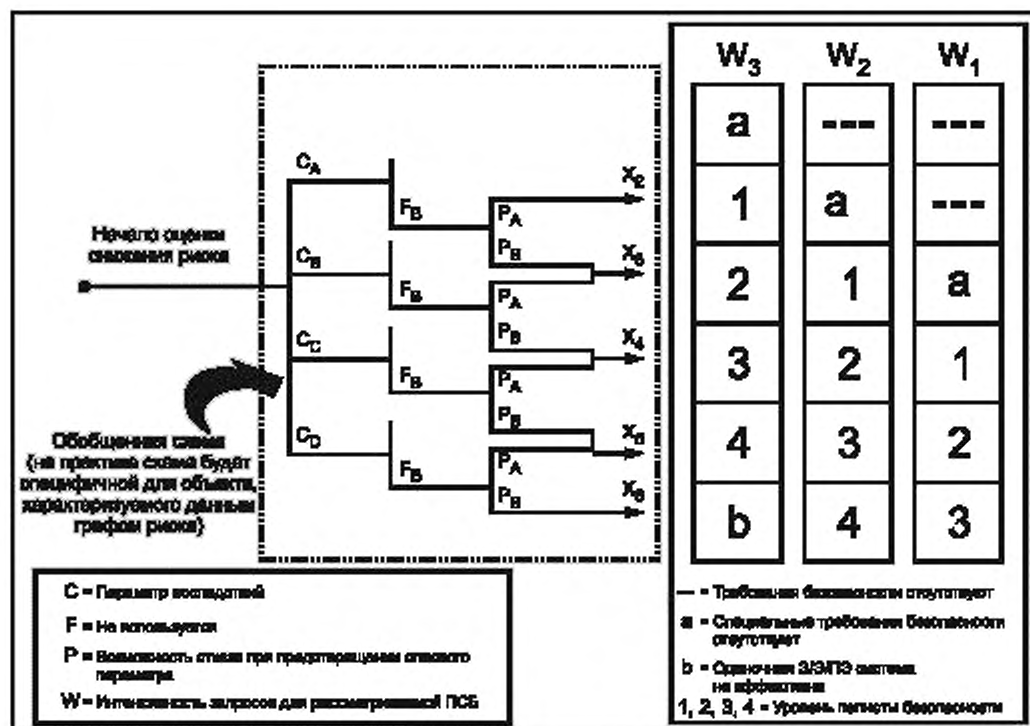 W3 W2 W1
a --- ---
1 a ---
2 1 a
3 2 1
4 3 2
b 4 3
Начало оценки
снижения риска
CA
FB
PA
X2
PB
CB
FB
PA
PB
X4
CC
FB
PA
PB
CD
FB
PA
PB
Обобщенная схема
(на практике схема будет
специфичной для объекта,
характеризуемого данным
графом риска)
C = Параметр последствий
F = Не используется
P = Возможность отказа при предотвращении опасного
параметра
W = Интенсивность запросов для рассматриваемой ПСБ
— = Требования безопасности отсутствуют
a = Специальные требования безопасности
отсутствует
b = Одиночная Э/Э/ПЭ система
не эффективна
1, 2, 3, 4 = Уровень полноты безопасности